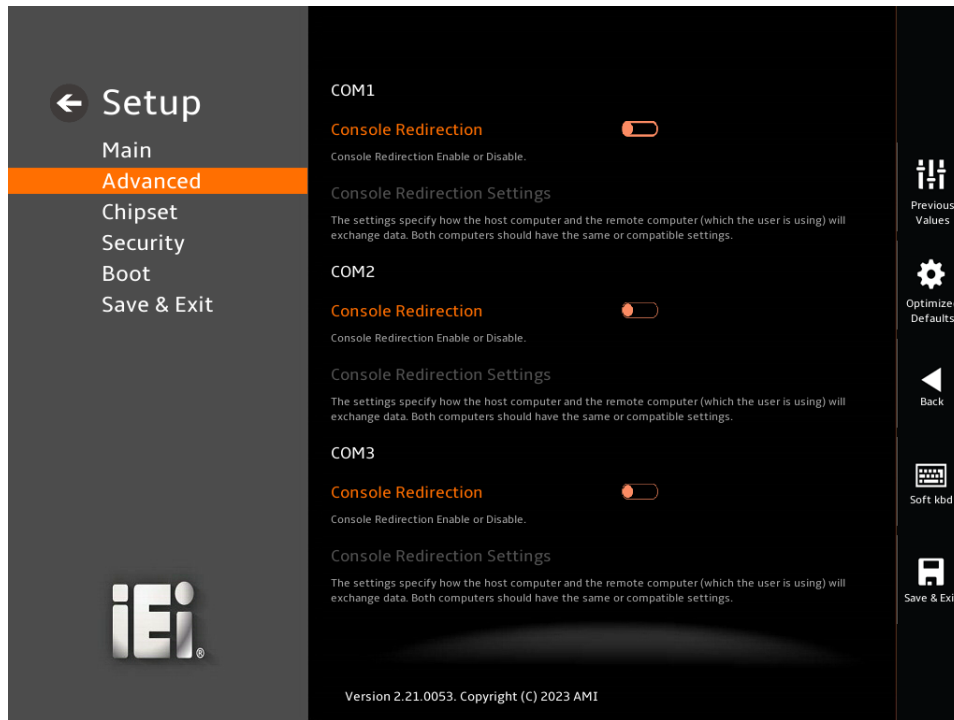 Setup
Main
Advanced
Chipset
Security
Boot
Save & Exit
iEi®
COM1
Console Redirection
Console Redirection Enable or Disable.
Console Redirection Settings
The settings specify how the host computer and the remote computer (which the user is using) will
exchange data. Both computers should have the same or compatible settings.
COM2
Console Redirection
Console Redirection Enable or Disable.
Console Redirection Settings
The settings specify how the host computer and the remote computer (which the user is using) will
exchange data. Both computers should have the same or compatible settings.
COM3
Console Redirection
Console Redirection Enable or Disable.
Console Redirection Settings
The settings specify how the host computer and the remote computer (which the user is using) will
exchange data. Both computers should have the same or compatible settings.
Version 2.21.0053. Copyright (C) 2023 AMI
Previous
Values
Optimize
Defaults
Back
Soft kbd
Save & Exi